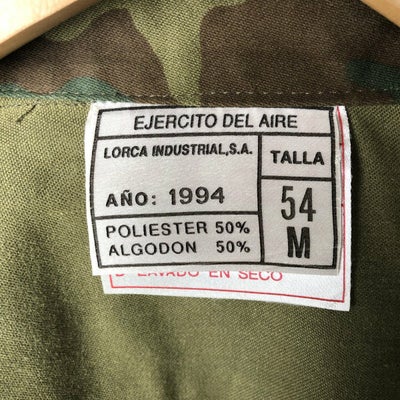 EJERCITO DEL AIRE
LORCA INDUSTRIAL,S.A.
TALLA
AÑO: 1994
54
M
POLIESTER 50%
ALGODON 50%
LAVADO EN SECO